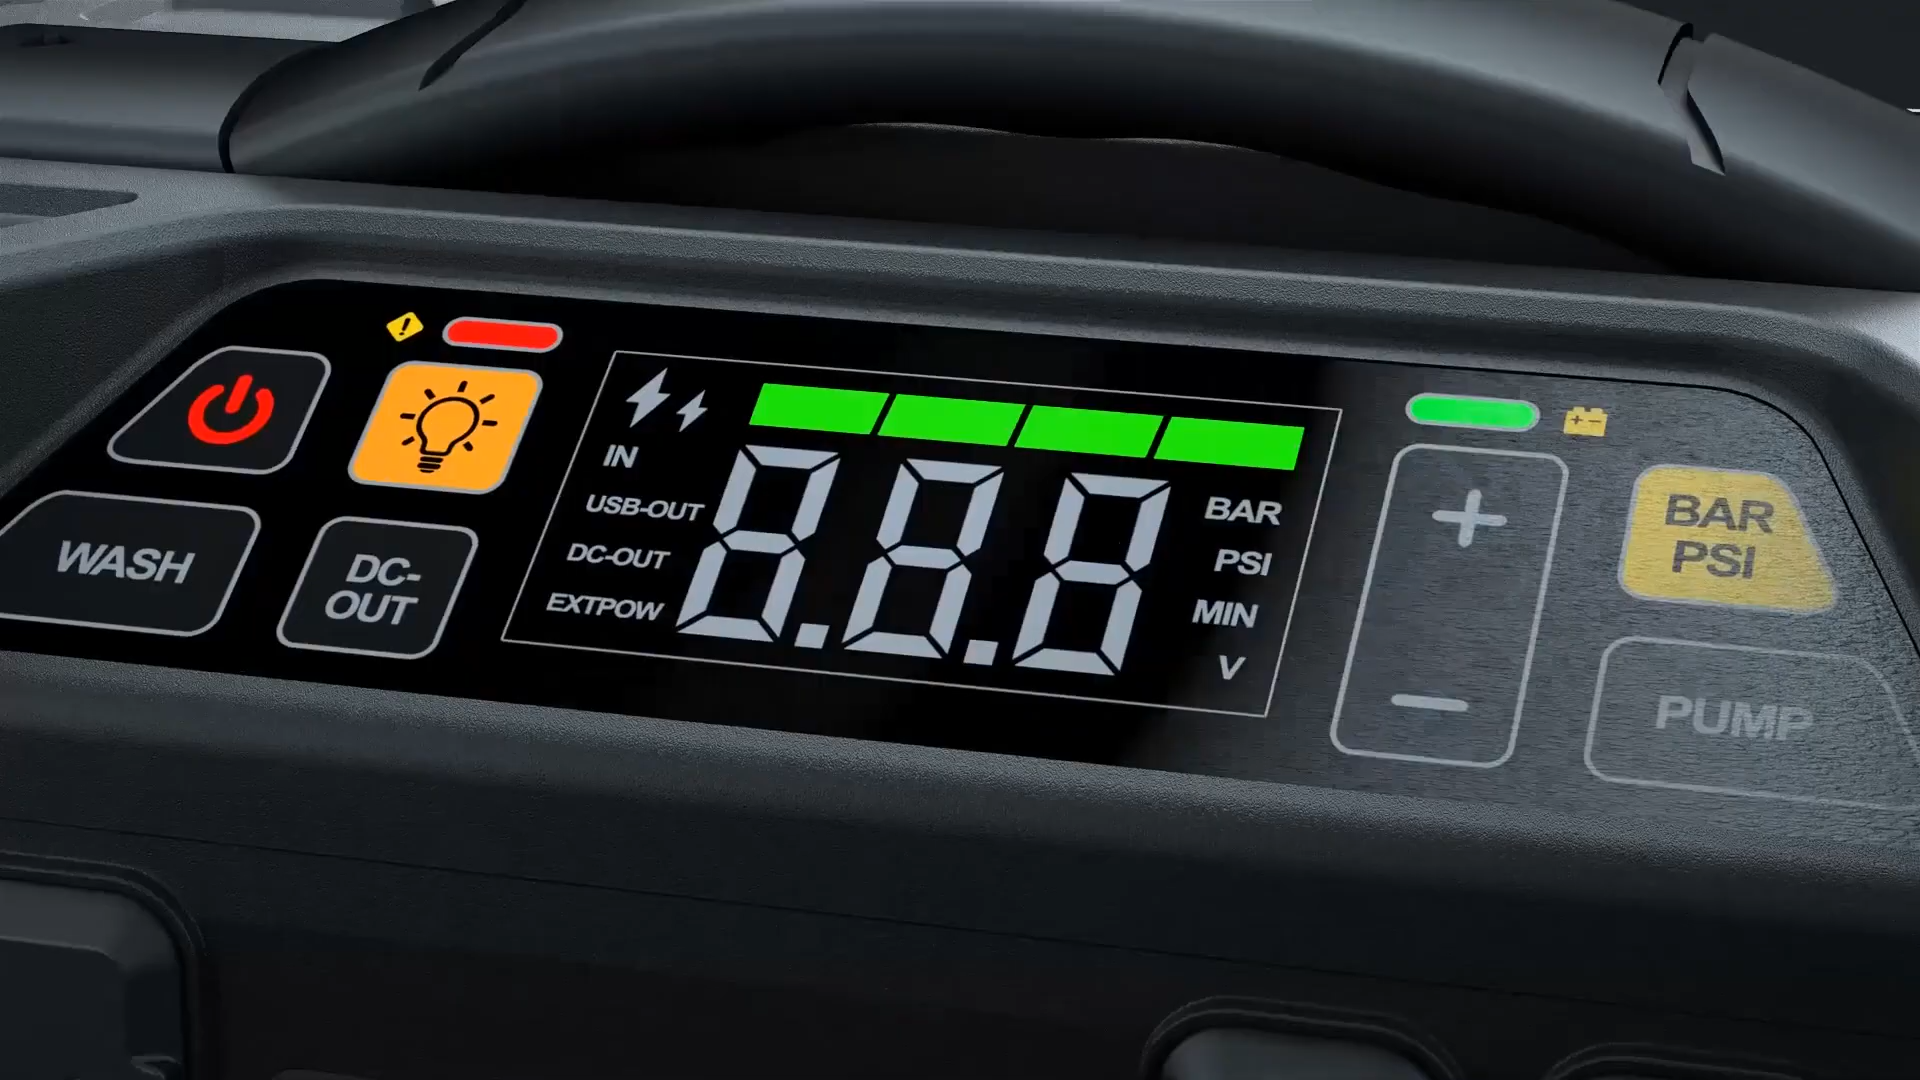 WASH
DC-
OUT
IN
USB-OUT
DC-OUT
EXTPOW
8.8.8
BAR
PSI
MIN
V
+
−
BAR
PSI
PUMP